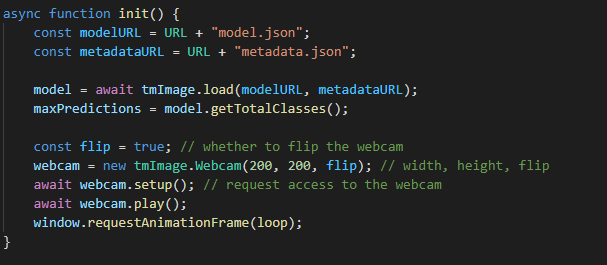 async function init() {
    const modelURL = URL + "model.json";
    const metadataURL = URL + "metadata.json";

    model = await tmImage.load(modelURL, metadataURL);
    maxPredictions = model.getTotalClasses();

    const flip = true; // whether to flip the webcam
    webcam = new tmImage.Webcam(200, 200, flip); // width, height, flip
    await webcam.setup(); // request access to the webcam
    await webcam.play();
    window.requestAnimationFrame(loop);
}